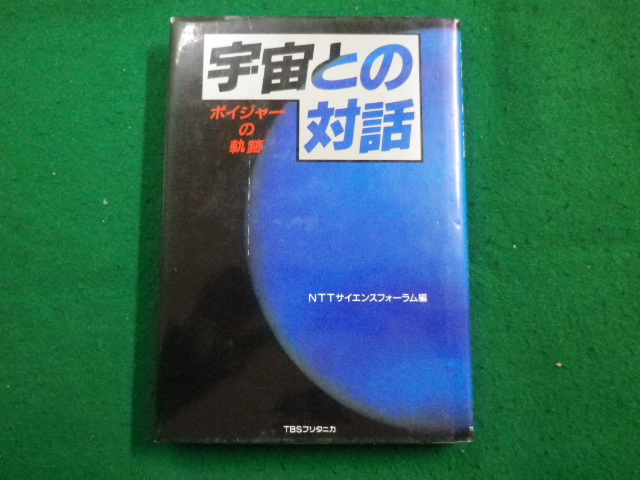 宇宙との
対話
ボイジャー
の
軌跡
NTTサイエンスフォーラム編
TBSブリタニカ